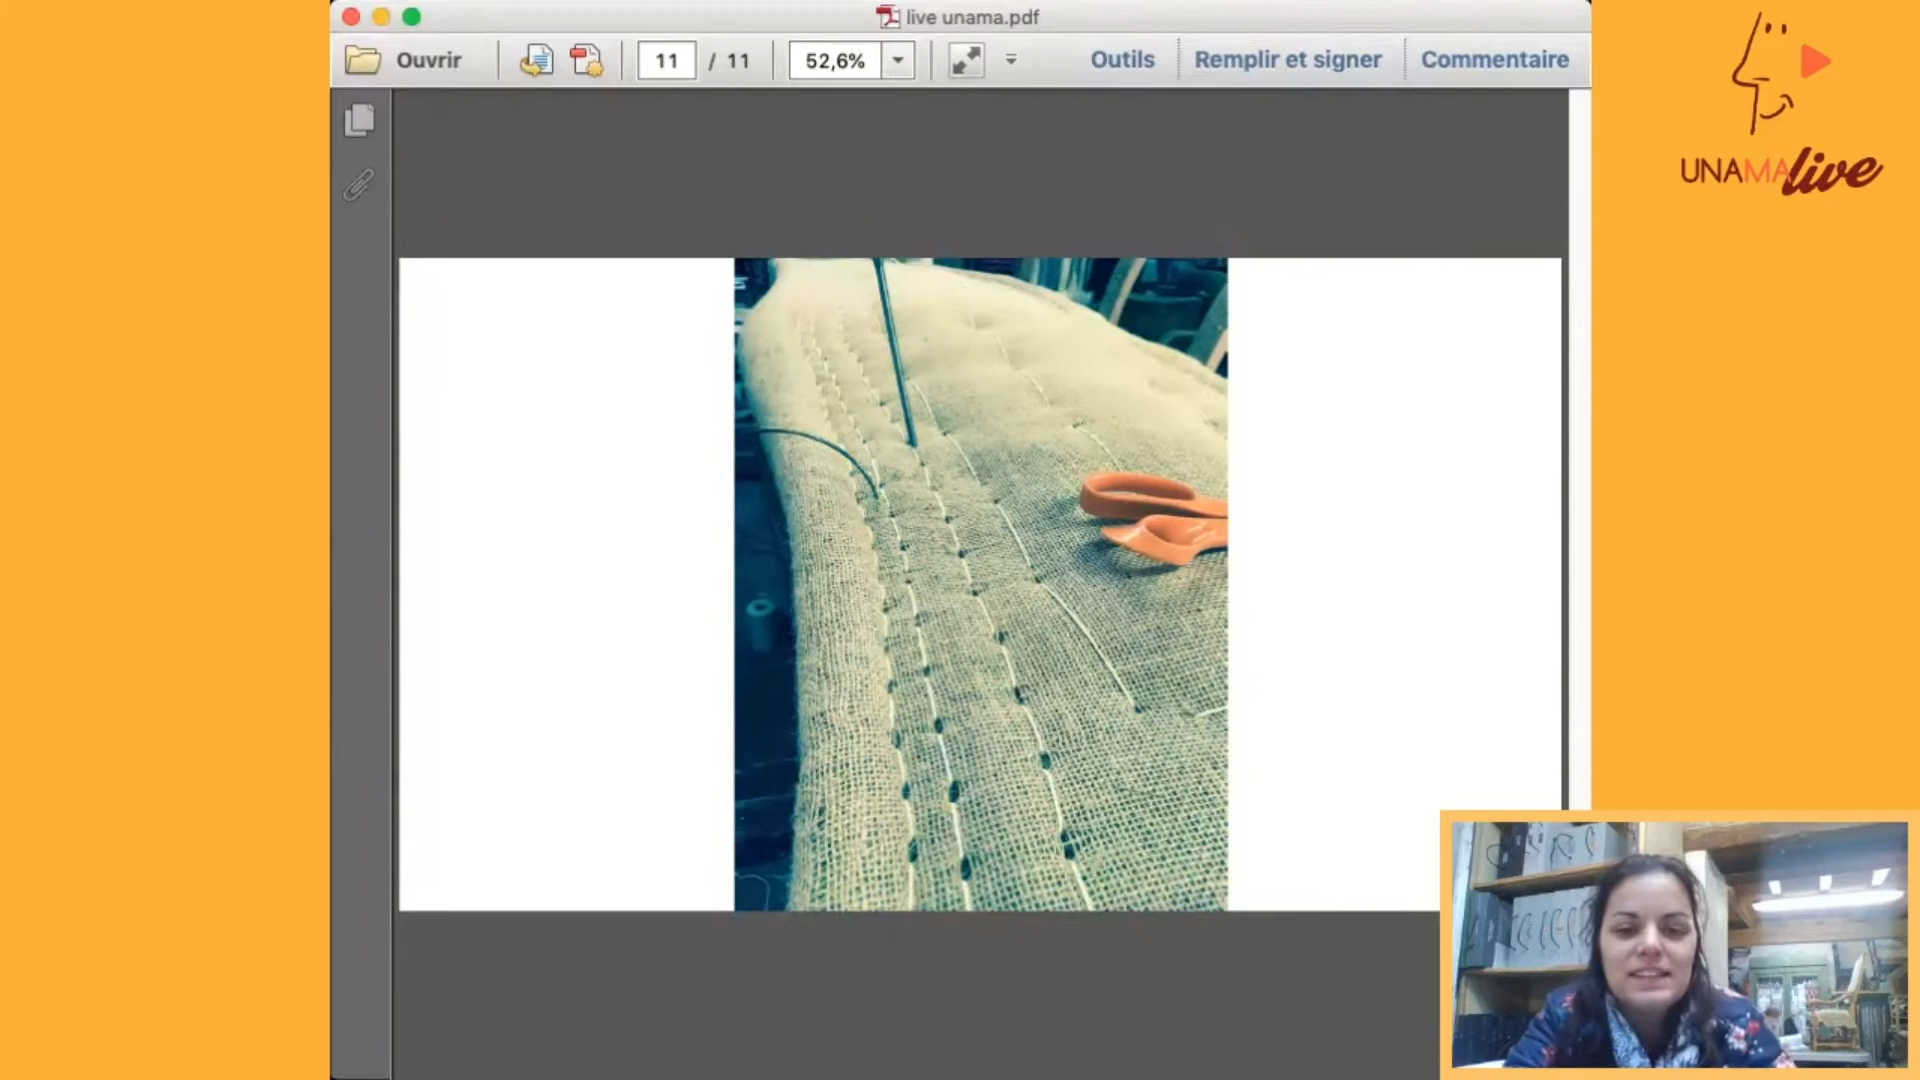 live unama.pdf
Ouvrir
11 / 11
52,6%
Outils
Remplir et signer
Commentaire
UNAMAlive